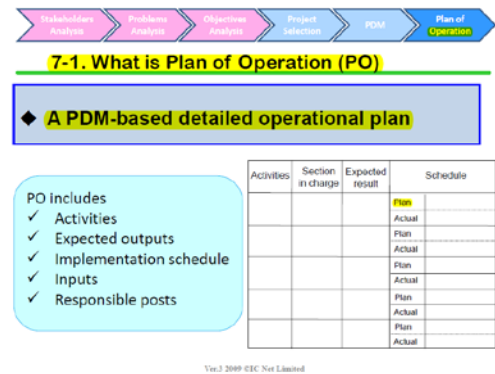 Stakeholders Analysis
Problems Analysis
Objectives Analysis
Project Selection
PDM
Plan of Operation
7-1. What is Plan of Operation (PO)
◆ A PDM-based detailed operational plan
PO includes
✓ Activities
✓ Expected outputs
✓ Implementation schedule
✓ Inputs
✓ Responsible posts
Activities
Section in charge
Expected result
Schedule
Plan
Actual
Plan
Actual
Plan
Actual
Plan
Actual
Plan
Actual
Ver.3 2009 ©IC Net Limited